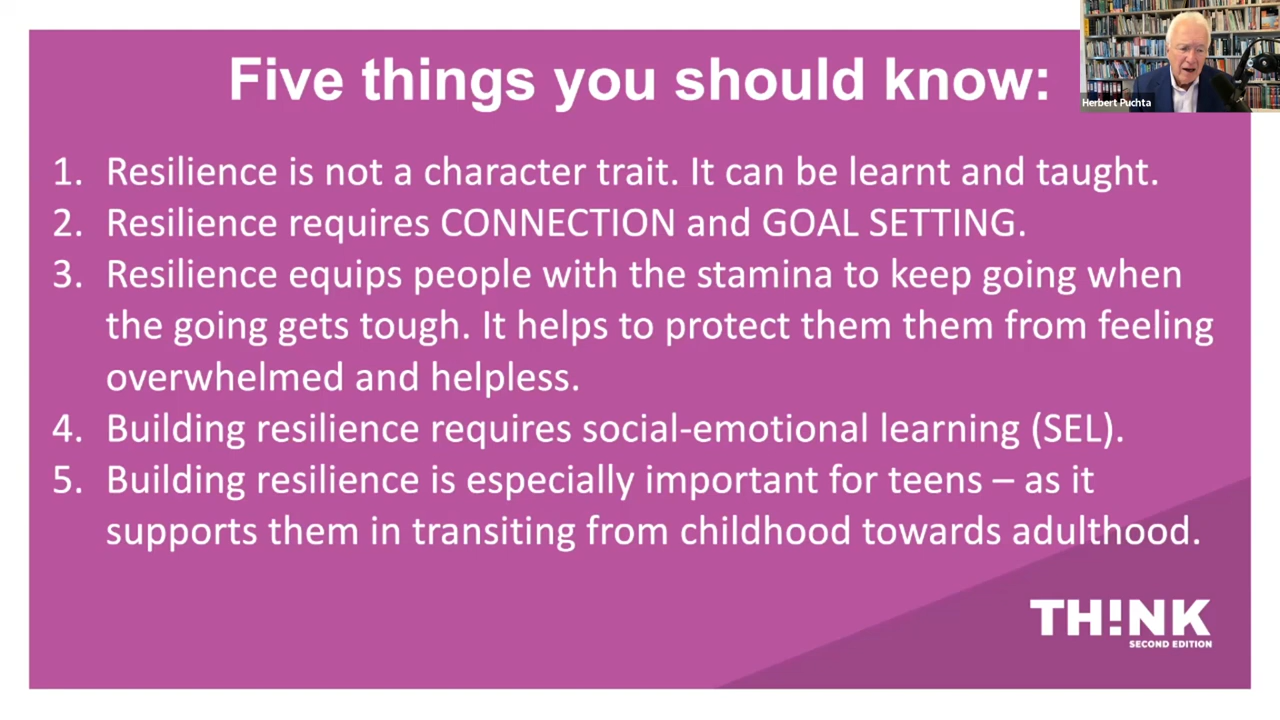 Five things you should know:
Herbert Puchta
1. Resilience is not a character trait. It can be learnt and taught.
2. Resilience requires CONNECTION and GOAL SETTING.
3. Resilience equips people with the stamina to keep going when
the going gets tough. It helps to protect them them from feeling
overwhelmed and helpless.
4. Building resilience requires social-emotional learning (SEL).
5. Building resilience is especially important for teens – as it
supports them in transiting from childhood towards adulthood.
TH!NK
SECOND EDITION